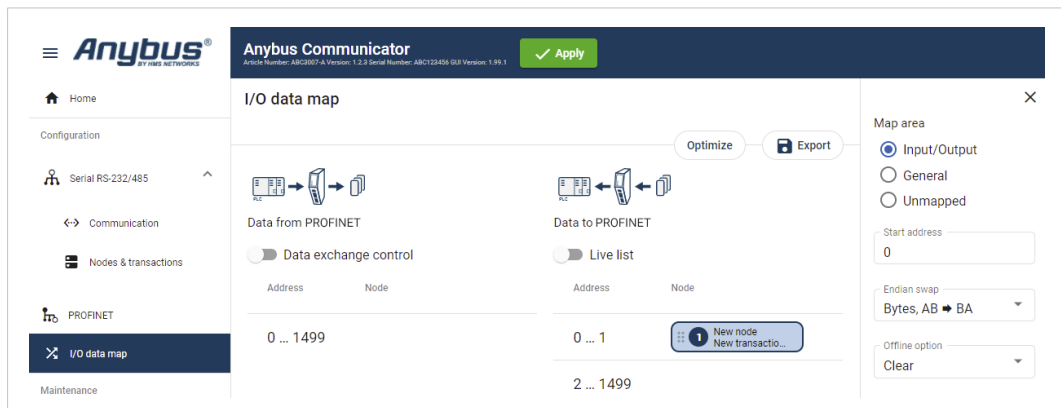 Anybus®
BY HMS NETWORKS
Anybus Communicator
Article Number: ABC3007-A Version: 1.2.3 Serial Number: ABC123456 GUI Version: 1.99.1
Apply
Home
Configuration
Serial RS-232/485
Communication
Nodes & transactions
PROFINET
I/O data map
Maintenance
I/O data map
Optimize
Export
PLC
Data from PROFINET
Data exchange control
Address Node
0 ... 1499
PLC
Data to PROFINET
Live list
Address Node
0 ... 1
1
New node
New transactio...
2 ... 1499
Map area
Input/Output
General
Unmapped
Start address
0
Endian swap
Bytes, AB ➡ BA
Offline option
Clear